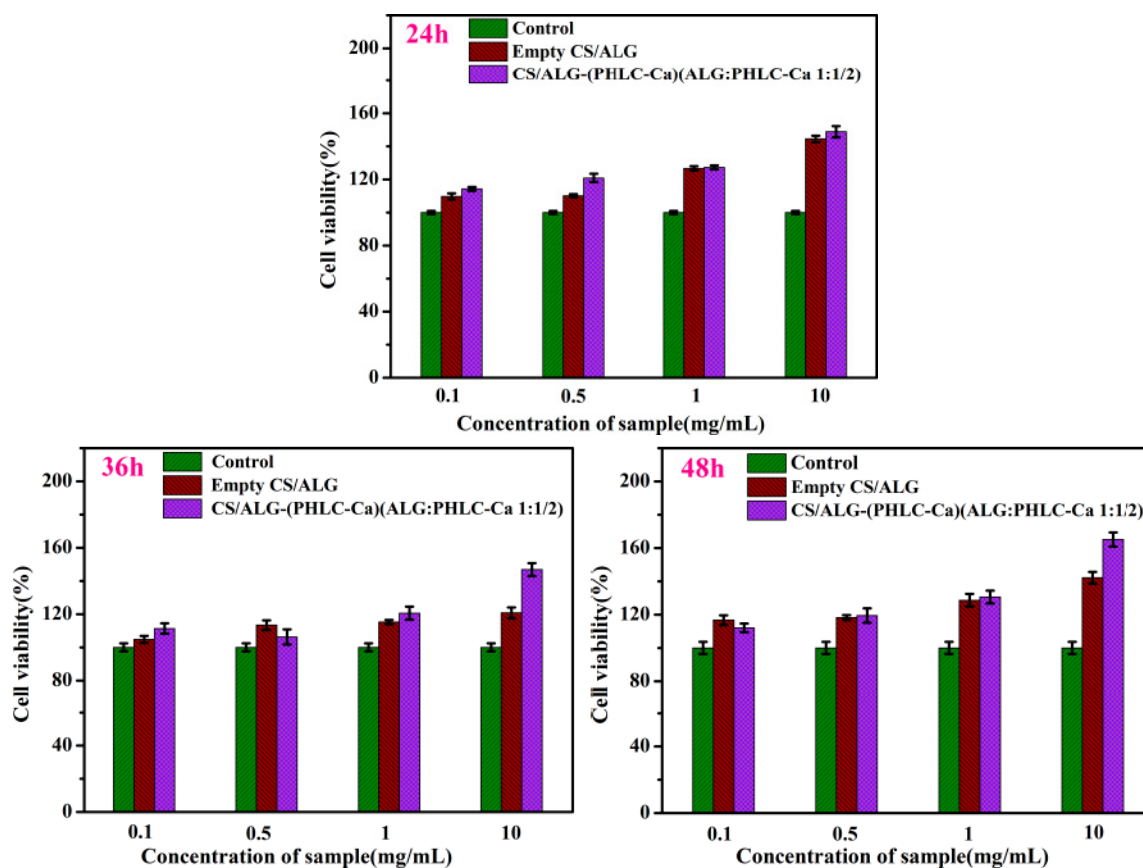 24h
Control
Empty CS/ALG
CS/ALG-(PHLC-Ca)(ALG:PHLC-Ca 1:1/2)
Cell viability(%)
200
160
120
80
40
0
0.1 0.5 1 10
Concentration of sample(mg/mL)
36h
Control
Empty CS/ALG
CS/ALG-(PHLC-Ca)(ALG:PHLC-Ca 1:1/2)
Cell viability(%)
200
160
120
80
40
0
0.1 0.5 1 10
Concentration of sample(mg/mL)
48h
Control
Empty CS/ALG
CS/ALG-(PHLC-Ca)(ALG:PHLC-Ca 1:1/2)
Cell viability(%)
200
160
120
80
40
0
0.1 0.5 1 10
Concentration of sample(mg/mL)